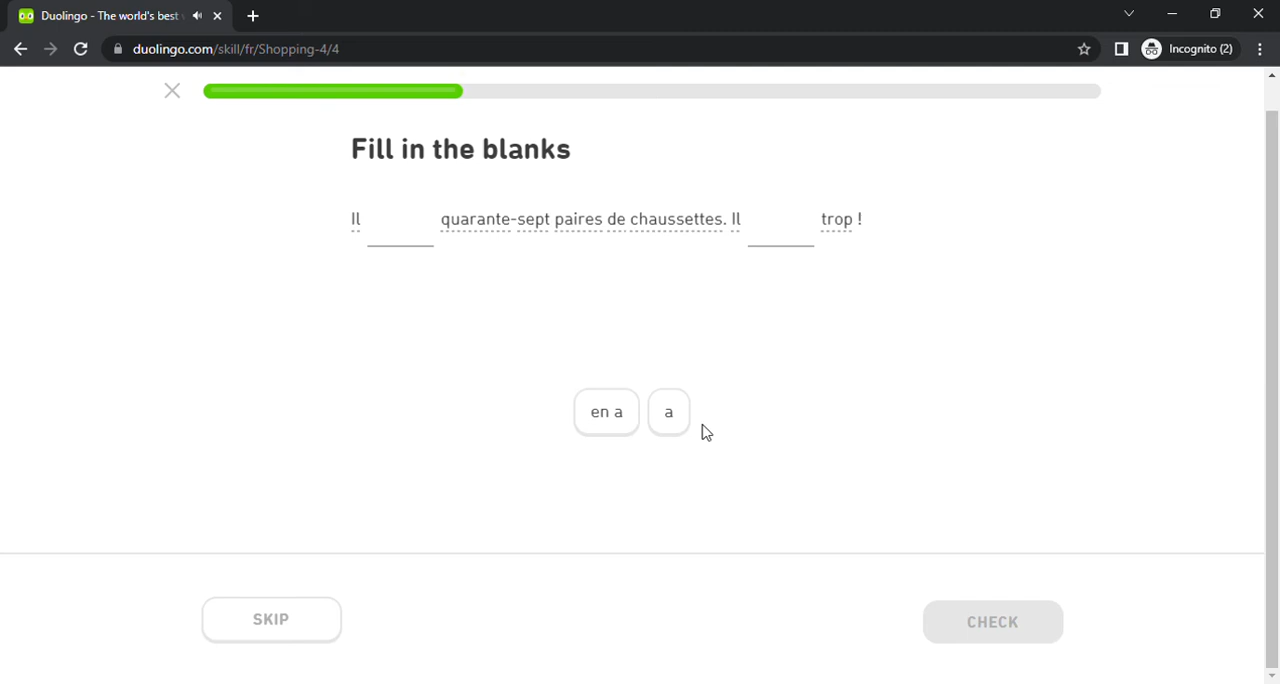 Duolingo - The world's best
duolingo.com/skill/fr/Shopping-4/4
Incognito (2)
Fill in the blanks
Il quarante-sept paires de chaussettes. Il trop !
en a a
SKIP CHECK